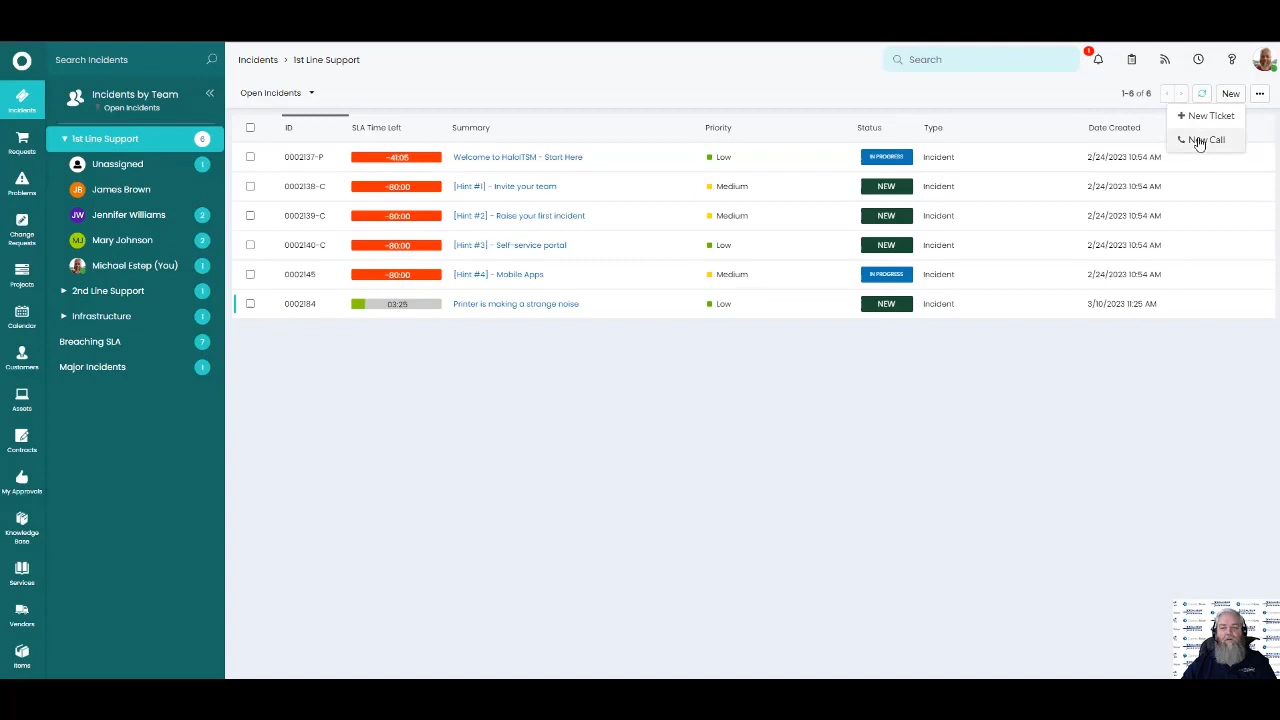 Search Incidents
Incidents > 1st Line Support
Search
1
Incidents
Incidents by Team
Open Incidents
Open Incidents
1-6 of 6
New
New Ticket
New Call
ID
SLA Time Left
Summary
Priority
Status
Type
Date Created
0002137-P
-41:05
Welcome to HaloITSM - Start Here
Low
IN PROGRESS
Incident
2/24/2023 10:54 AM
0002138-C
-80:00
[Hint #1] - Invite your team
Medium
NEW
Incident
2/24/2023 10:54 AM
0002139-C
-80:00
[Hint #2] - Raise your first incident
Medium
NEW
Incident
2/24/2023 10:54 AM
0002140-C
-80:00
[Hint #3] - Self-service portal
Low
NEW
Incident
2/24/2023 10:54 AM
0002145
-80:00
[Hint #4] - Mobile Apps
Medium
IN PROGRESS
Incident
2/24/2023 10:54 AM
0002184
03:25
Printer is making a strange noise
Low
NEW
Incident
3/10/2023 11:25 AM
1st Line Support 6
Unassigned 1
JB James Brown
JW Jennifer Williams 2
MJ Mary Johnson 2
Michael Estep (You) 1
2nd Line Support 1
Infrastructure 1
Breaching SLA 7
Major Incidents 1
Requests
Problems
Change
Requests
Projects
Calendar
Customers
Assets
Contracts
My Approvals
Knowledge
Base
Services
Vendors
Items